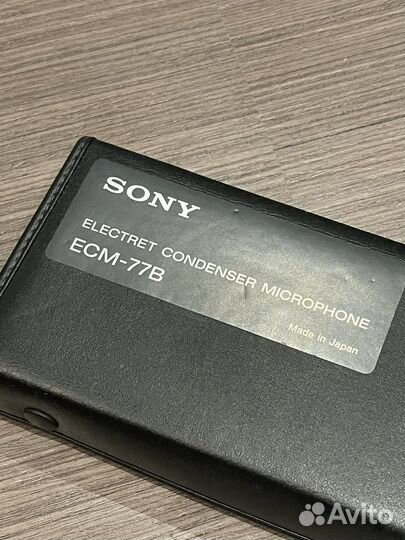 SONY
ELECTRET CONDENSER MICROPHONE
ECM-77B
Made in Japan
Avito